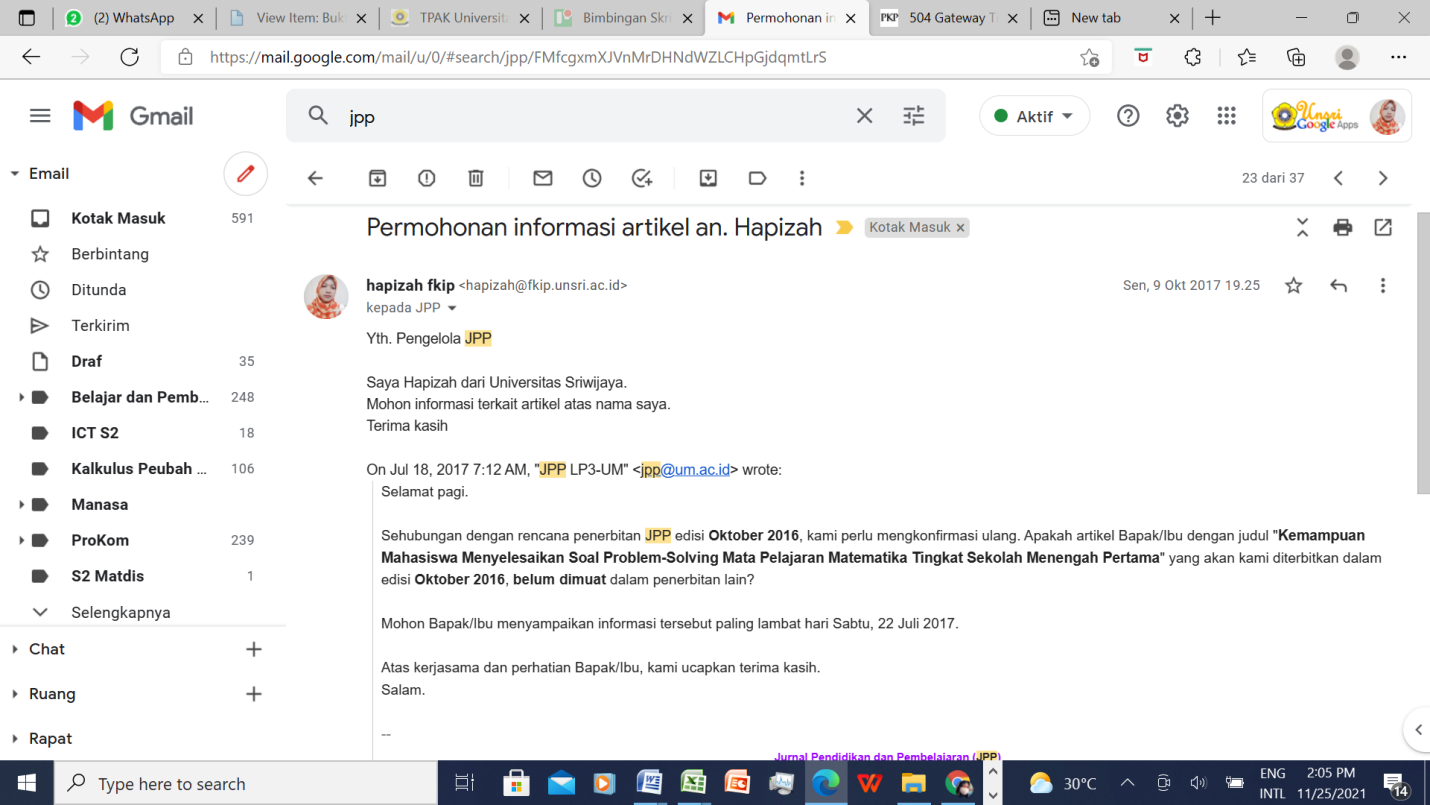 (2) WhatsApp
View Item: Buk
TPAK Universita
Bimbingan Skri
Permohonan in
PKP 504 Gateway Ti
New tab
https://mail.google.com/mail/u/0/#search/jpp/FMfcgxmXJVnMrDHNdWZLCHpGjdqmtLrS
Gmail
jpp
Aktif
Unsri
Google Apps
Email
23 dari 37
Kotak Masuk 591
Berbintang
Ditunda
Terkirim
Draf 35
Belajar dan Pemb... 248
ICT S2 18
Kalkulus Peubah ... 106
Manasa
ProKom 239
S2 Matdis 1
Selengkapnya
Chat
Ruang
Rapat
Permohonan informasi artikel an. Hapizah Kotak Masuk ×
hapizah fkip <hapizah@fkip.unsri.ac.id> Sen, 9 Okt 2017 19.25
kepada JPP
Yth. Pengelola JPP
Saya Hapizah dari Universitas Sriwijaya.
Mohon informasi terkait artikel atas nama saya.
Terima kasih
On Jul 18, 2017 7:12 AM, "JPP LP3-UM" <jpp@um.ac.id> wrote:
Selamat pagi.
Sehubungan dengan rencana penerbitan JPP edisi Oktober 2016, kami perlu mengkonfirmasi ulang. Apakah artikel Bapak/Ibu dengan judul "Kemampuan
Mahasiswa Menyelesaikan Soal Problem-Solving Mata Pelajaran Matematika Tingkat Sekolah Menengah Pertama" yang akan kami diterbitkan dalam
edisi Oktober 2016, belum dimuat dalam penerbitan lain?
Mohon Bapak/Ibu menyampaikan informasi tersebut paling lambat hari Sabtu, 22 Juli 2017.
Atas kerjasama dan perhatian Bapak/Ibu, kami ucapkan terima kasih.
Salam.
--
Jurnal Pendidikan dan Pembelajaran (JPP)
Type here to search
30°C
ENG
INTL
2:05 PM
11/25/2021
14